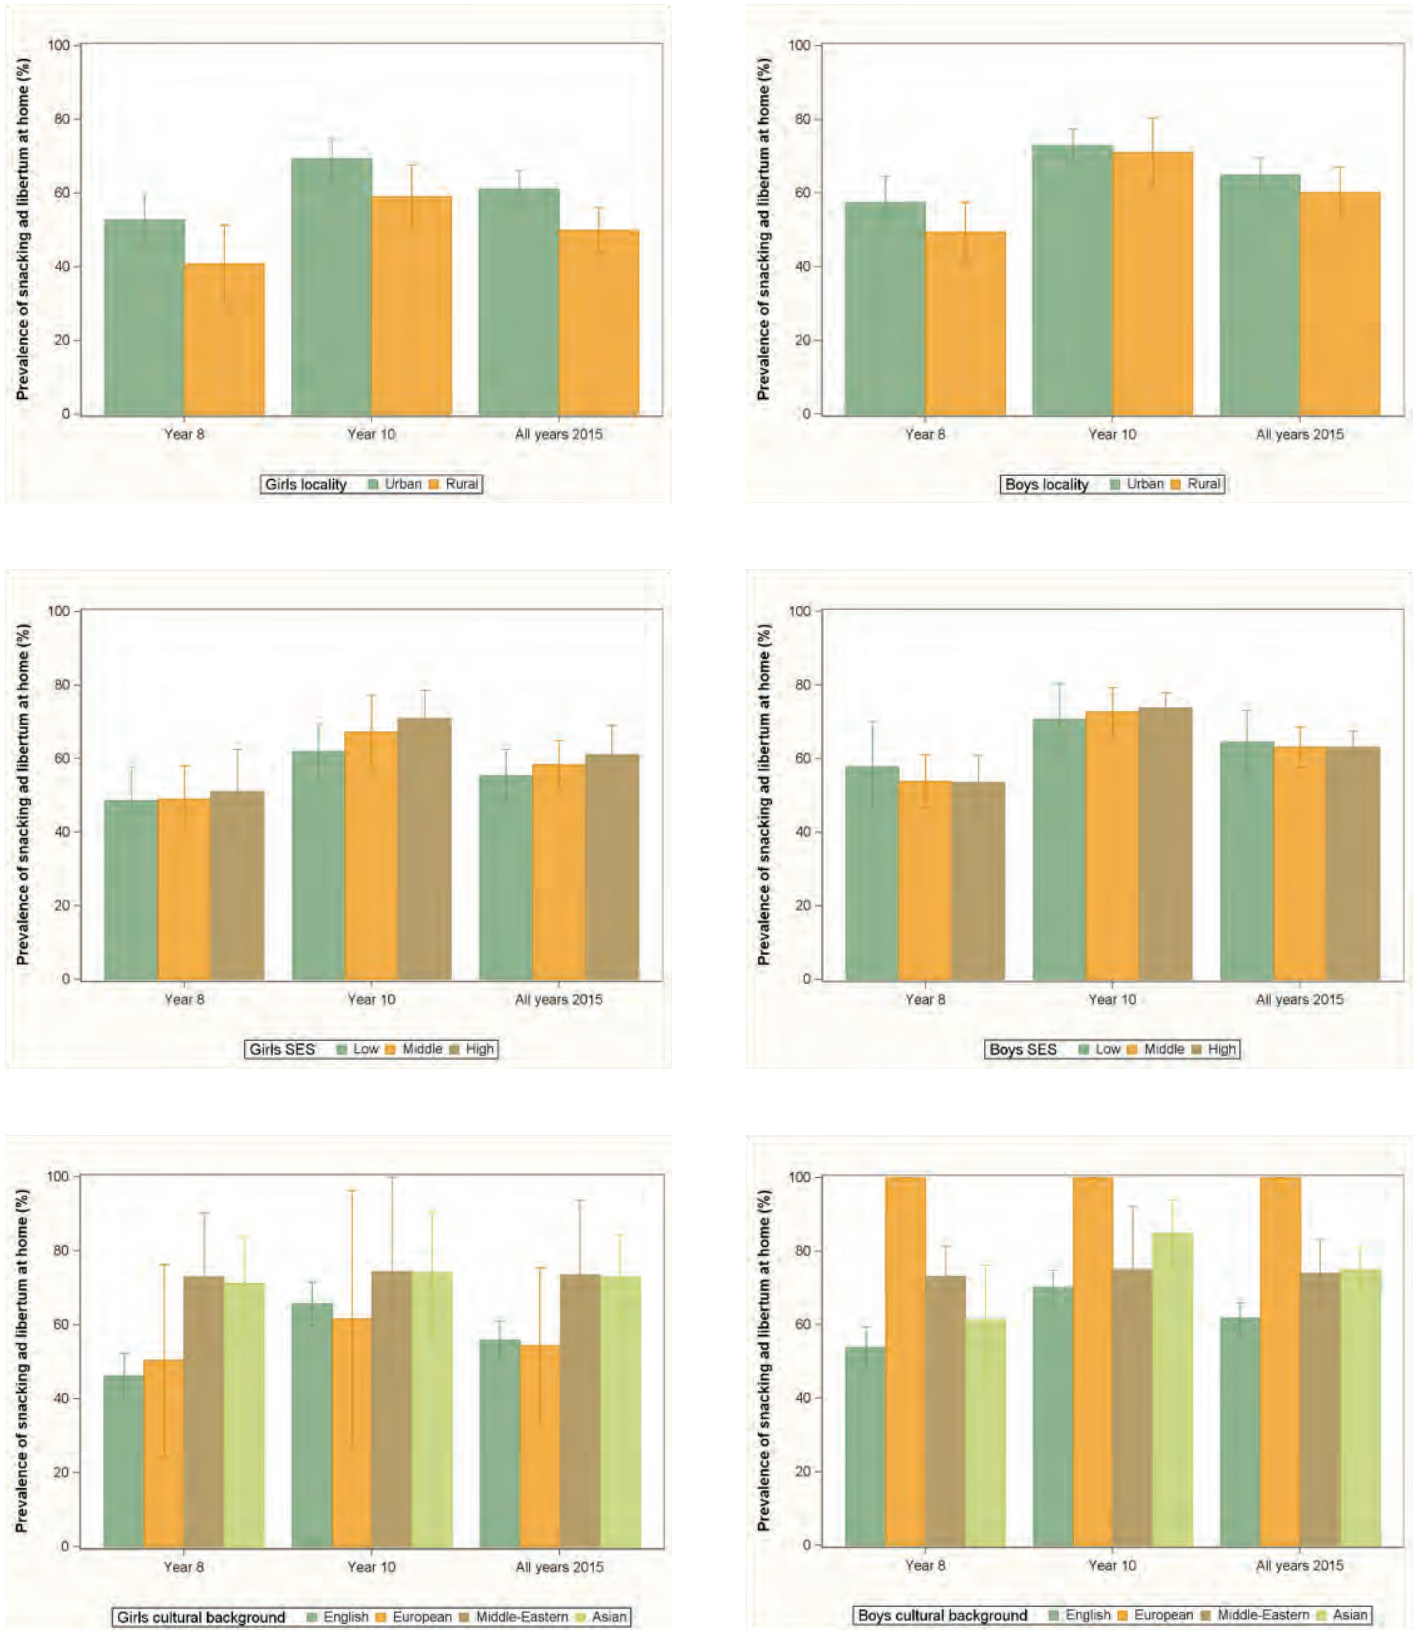 Prevalence of snacking ad libertum at home (%)
100
80
60
40
20
0
Year 8 Year 10 All years 2015
Girls locality Urban Rural
Prevalence of snacking ad libertum at home (%)
100
80
60
40
20
0
Year 8 Year 10 All years 2015
Boys locality Urban Rural
Prevalence of snacking ad libertum at home (%)
100
80
60
40
20
0
Year 8 Year 10 All years 2015
Girls SES Low Middle High
Prevalence of snacking ad libertum at home (%)
100
80
60
40
20
0
Year 8 Year 10 All years 2015
Boys SES Low Middle High
Prevalence of snacking ad libertum at home (%)
100
80
60
40
20
0
Year 8 Year 10 All years 2015
Girls cultural background English European Middle-Eastern Asian
Prevalence of snacking ad libertum at home (%)
100
80
60
40
20
0
Year 8 Year 10 All years 2015
Boys cultural background English European Middle-Eastern Asian